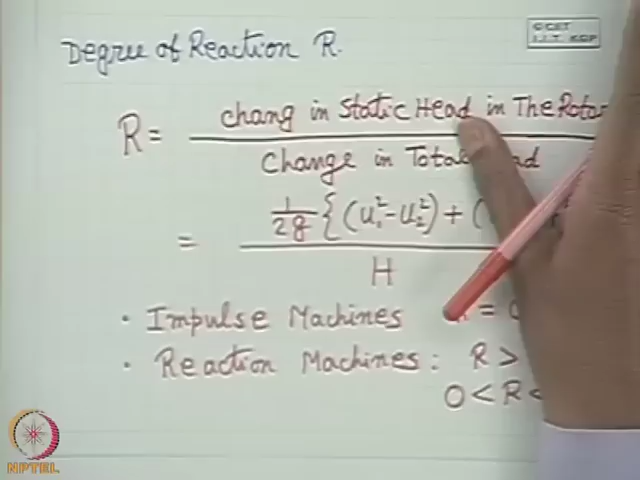 © CET
I.I.T. KGP
Degree of Reaction R.
R = chang in Static Head in The Rotor
Change in Total
= 1/2g { (U₁² - U₂²) + (
H
· Impulse Machines = 0
· Reaction Machines : R >
0 < R <
NPTEL